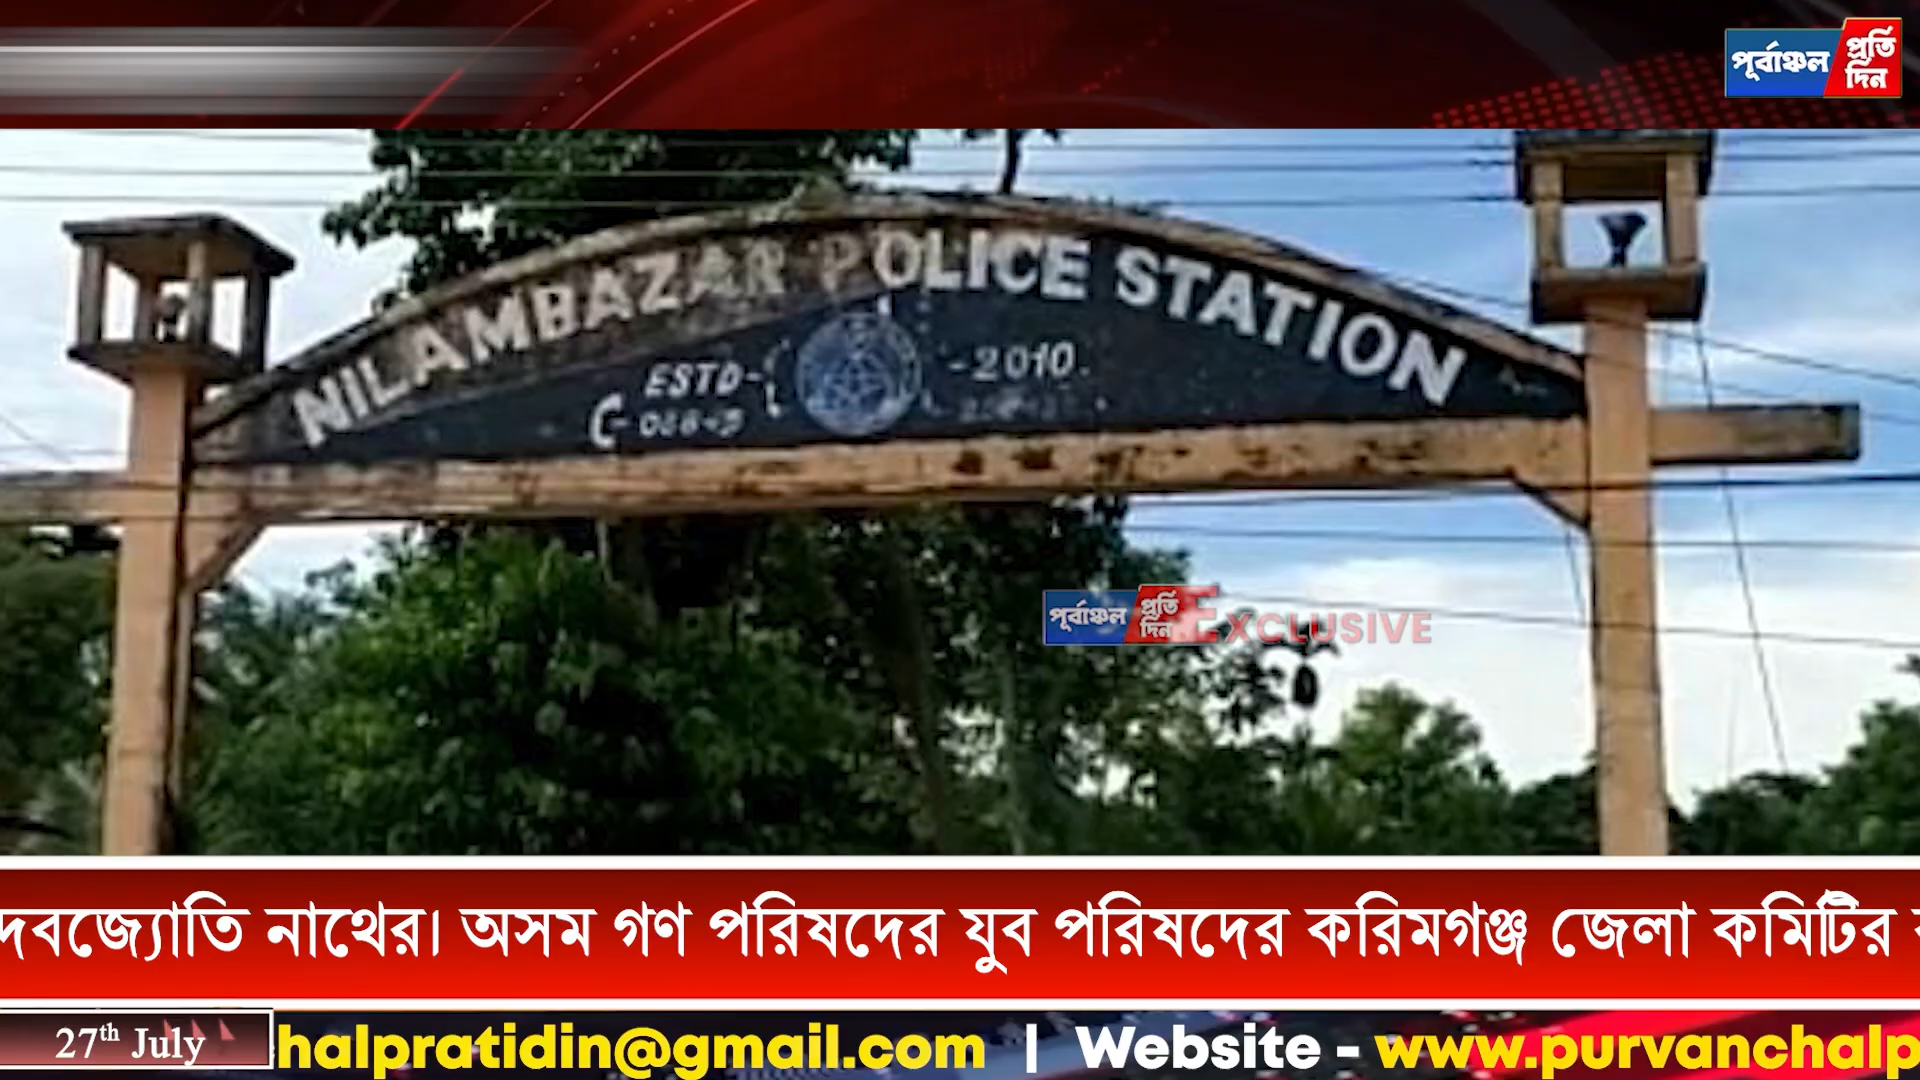 পূর্বাঞ্চল
প্রতি
দিন
NILAMBAZAR POLICE STATION
ESTD-
-2010.
পূর্বাঞ্চল
প্রতি
দিন
EXCLUSIVE
দেবজ্যোতি নাথের। অসম গণ পরিষদের যুব পরিষদের করিমগঞ্জ জেলা কমিটির
27th July
halpratidin@gmail.com | Website - www.purvanchalp